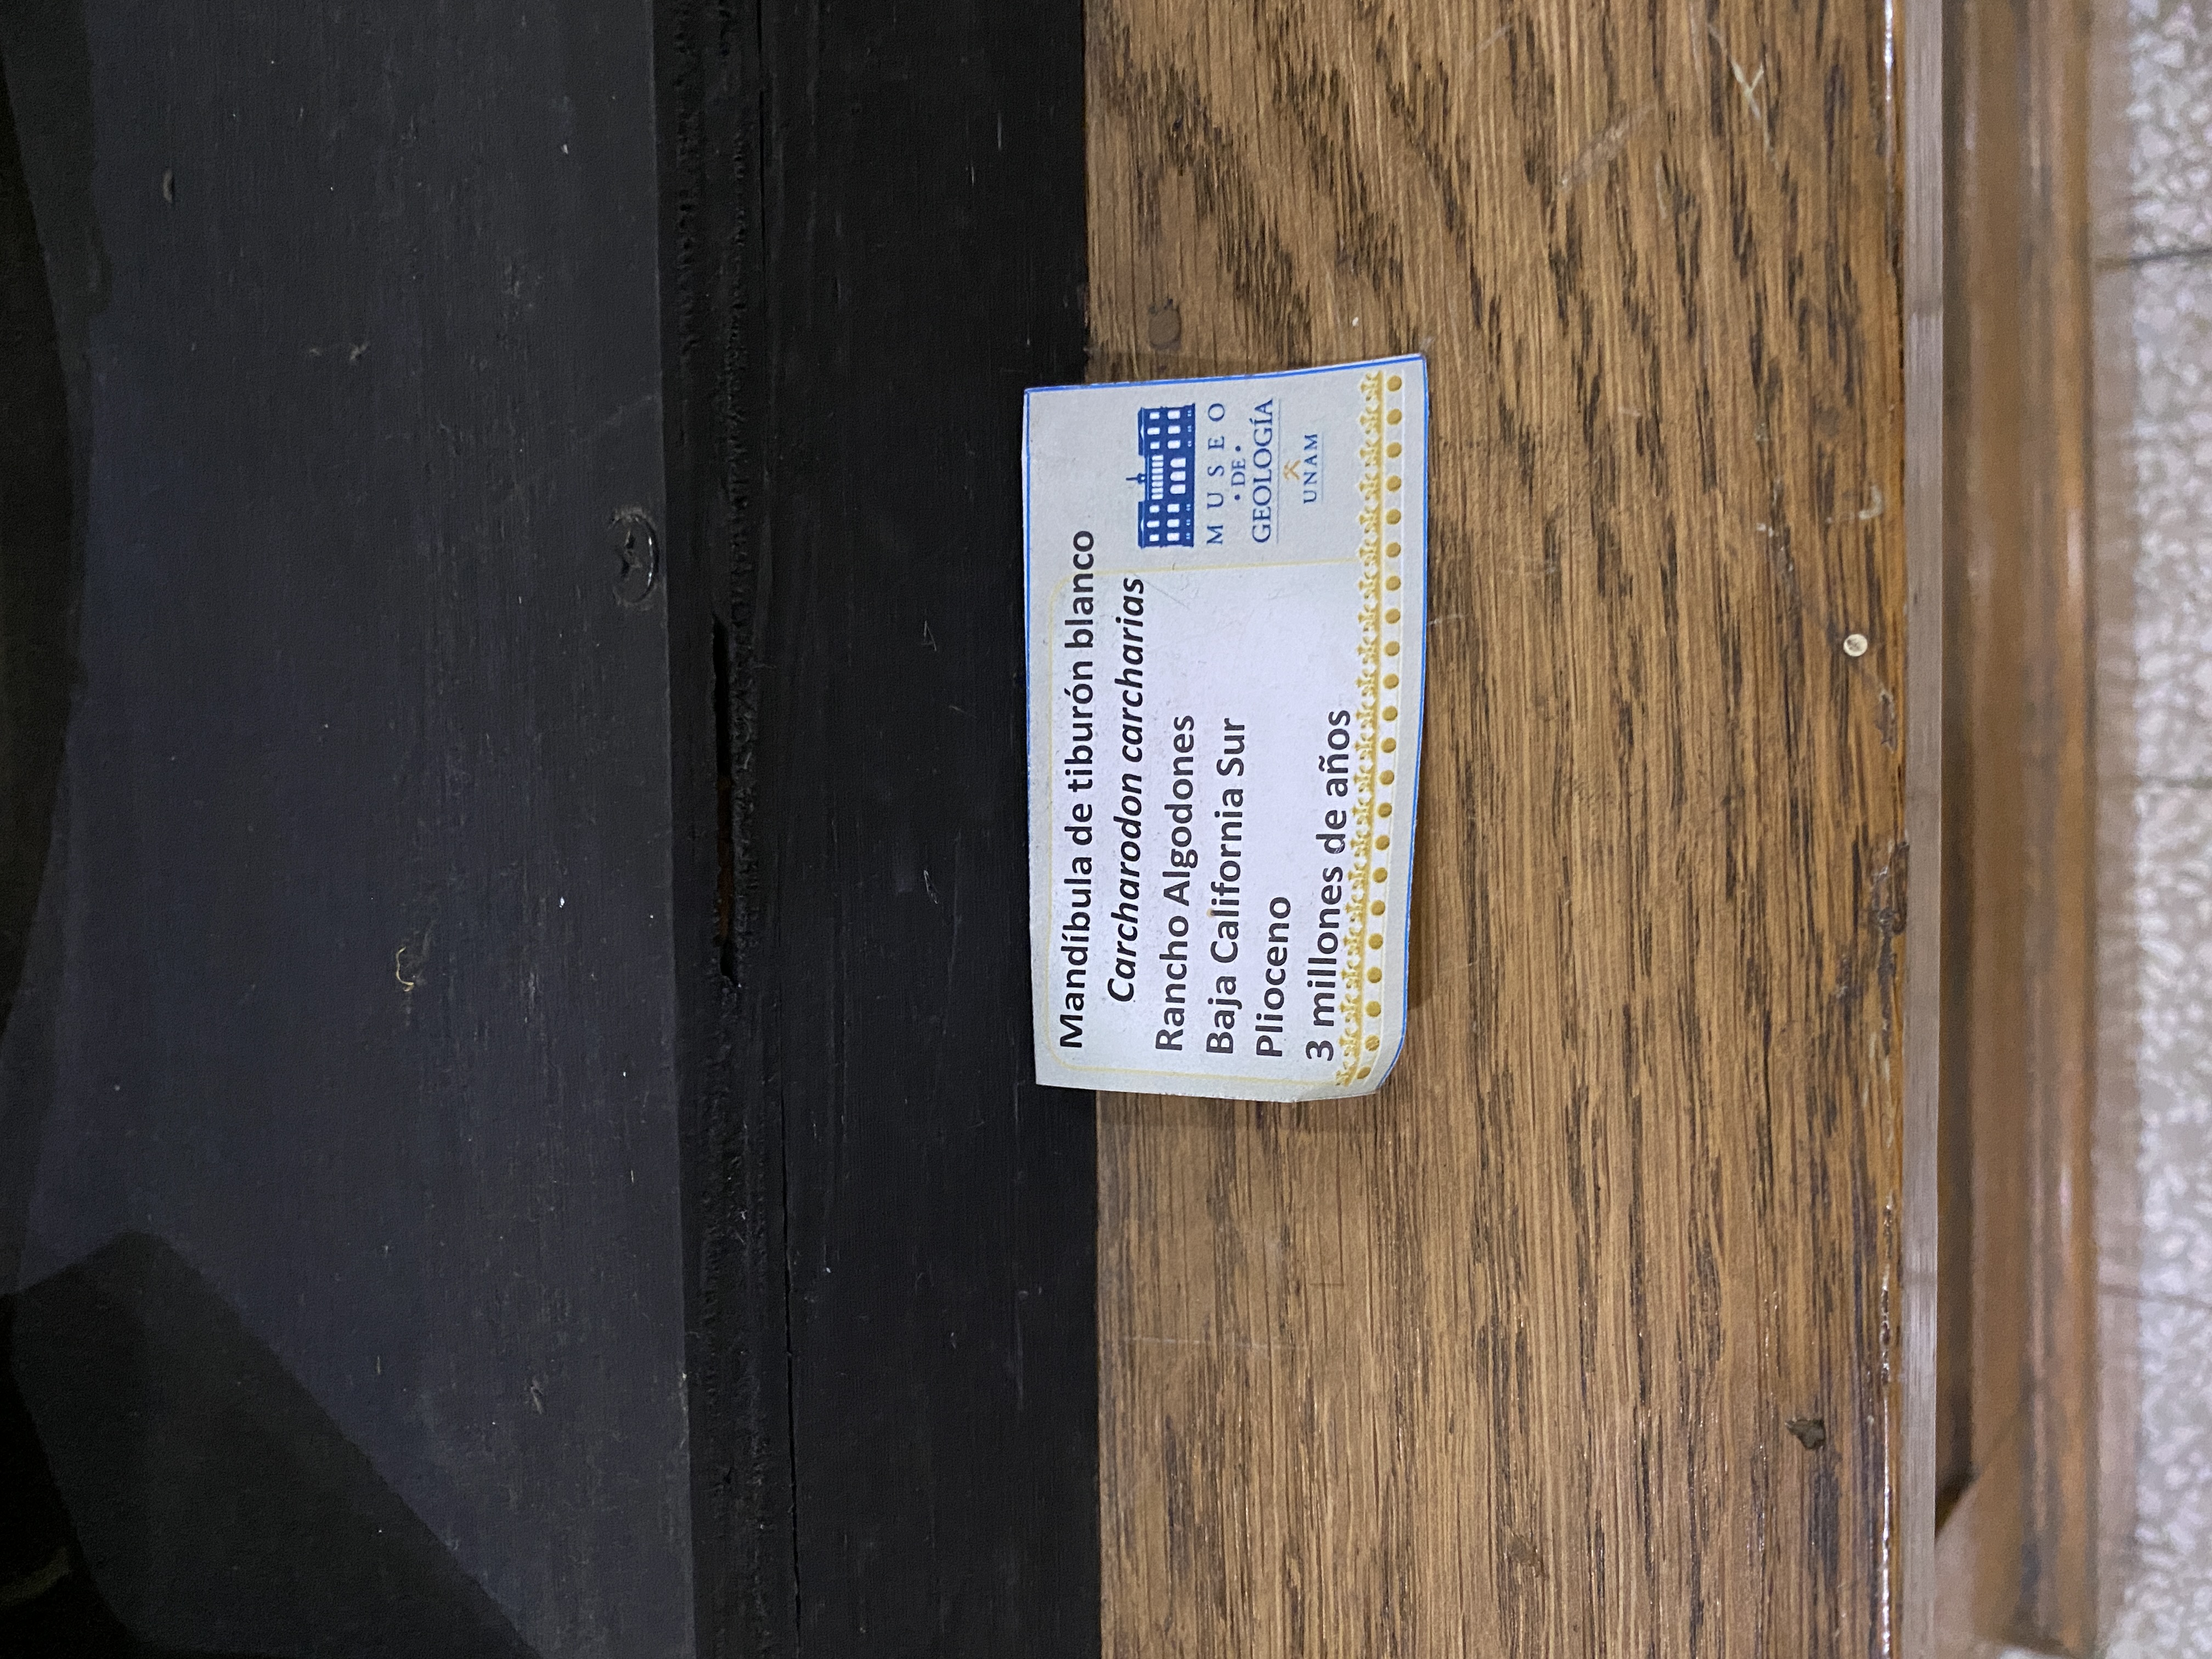 Mandíbula de tiburón blanco
Carcharodon carcharias
Rancho Algodones
Baja California Sur
Plioceno
3 millones de años
MUSEO
• DE •
GEOLOGÍA
UNAM